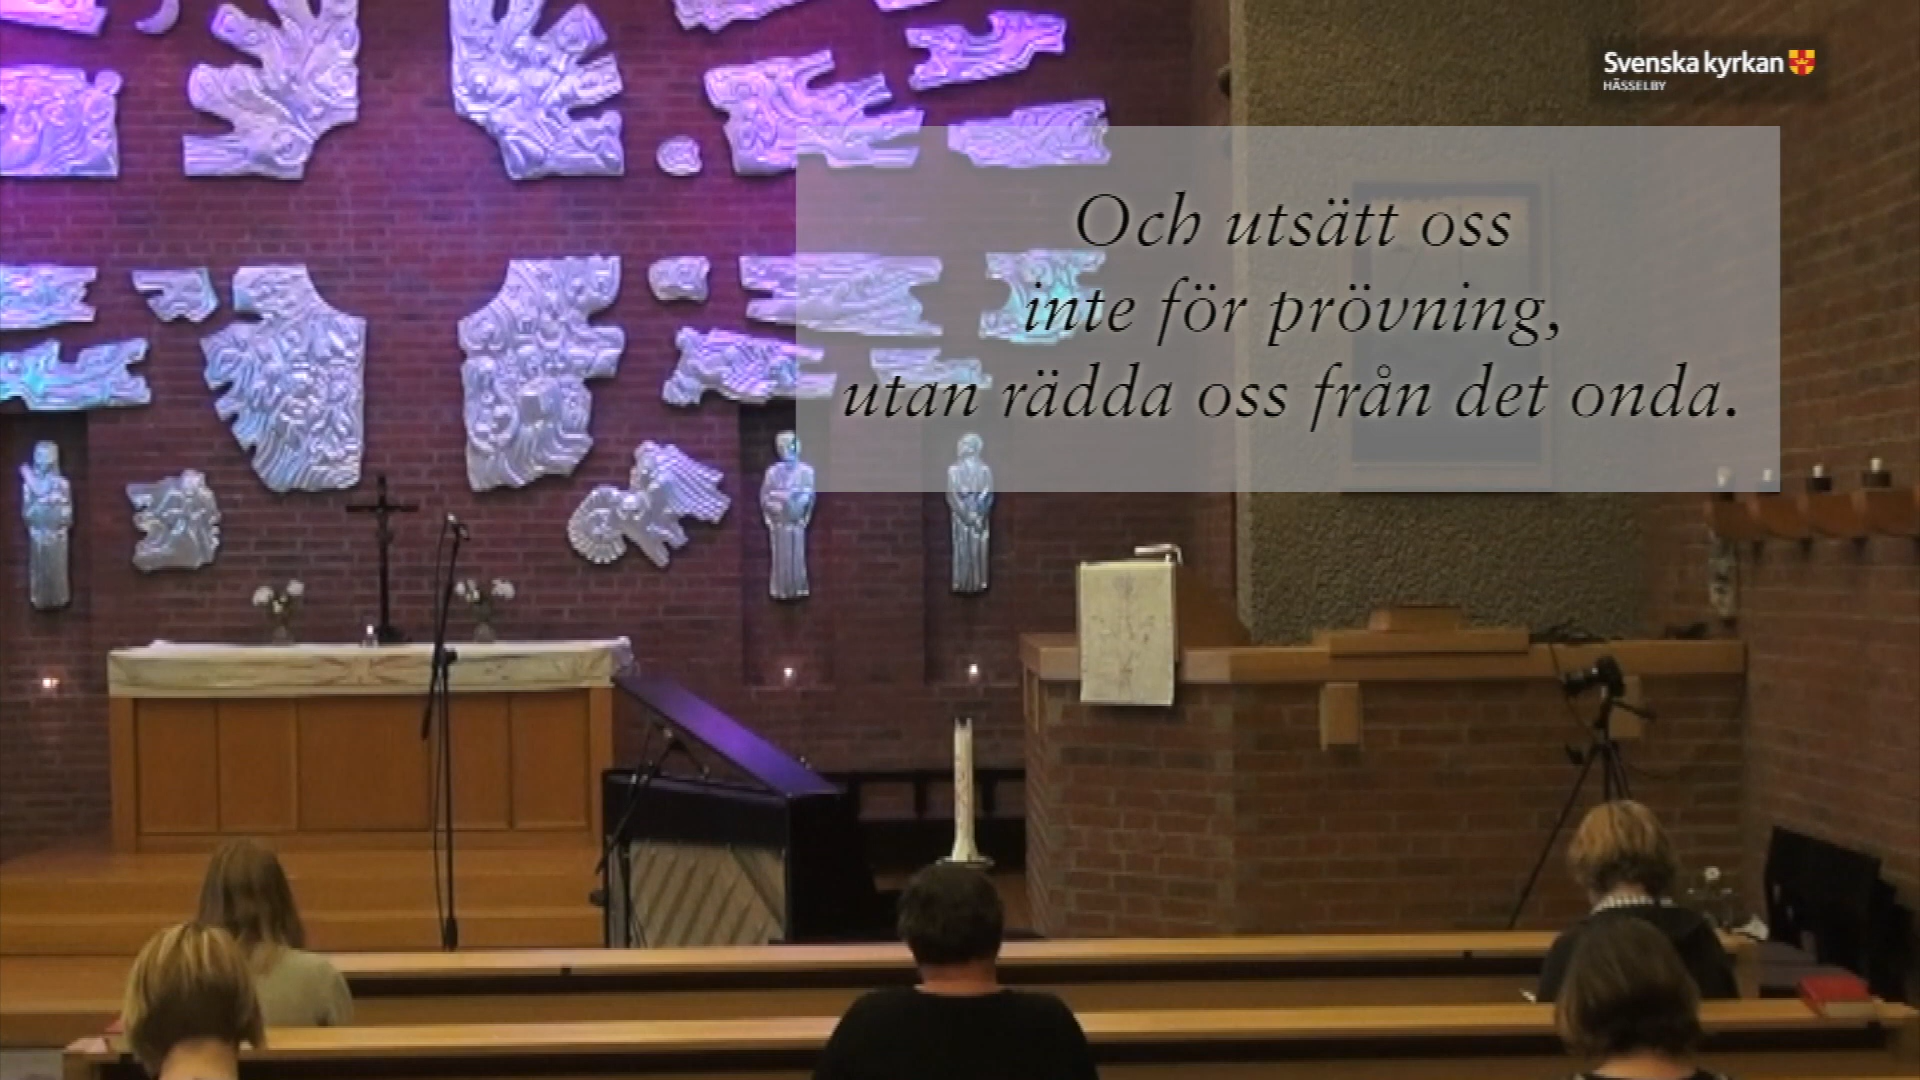 Svenska kyrkan
HÄSSELBY
Och utsätt oss
inte för prövning,
utan rädda oss från det onda.